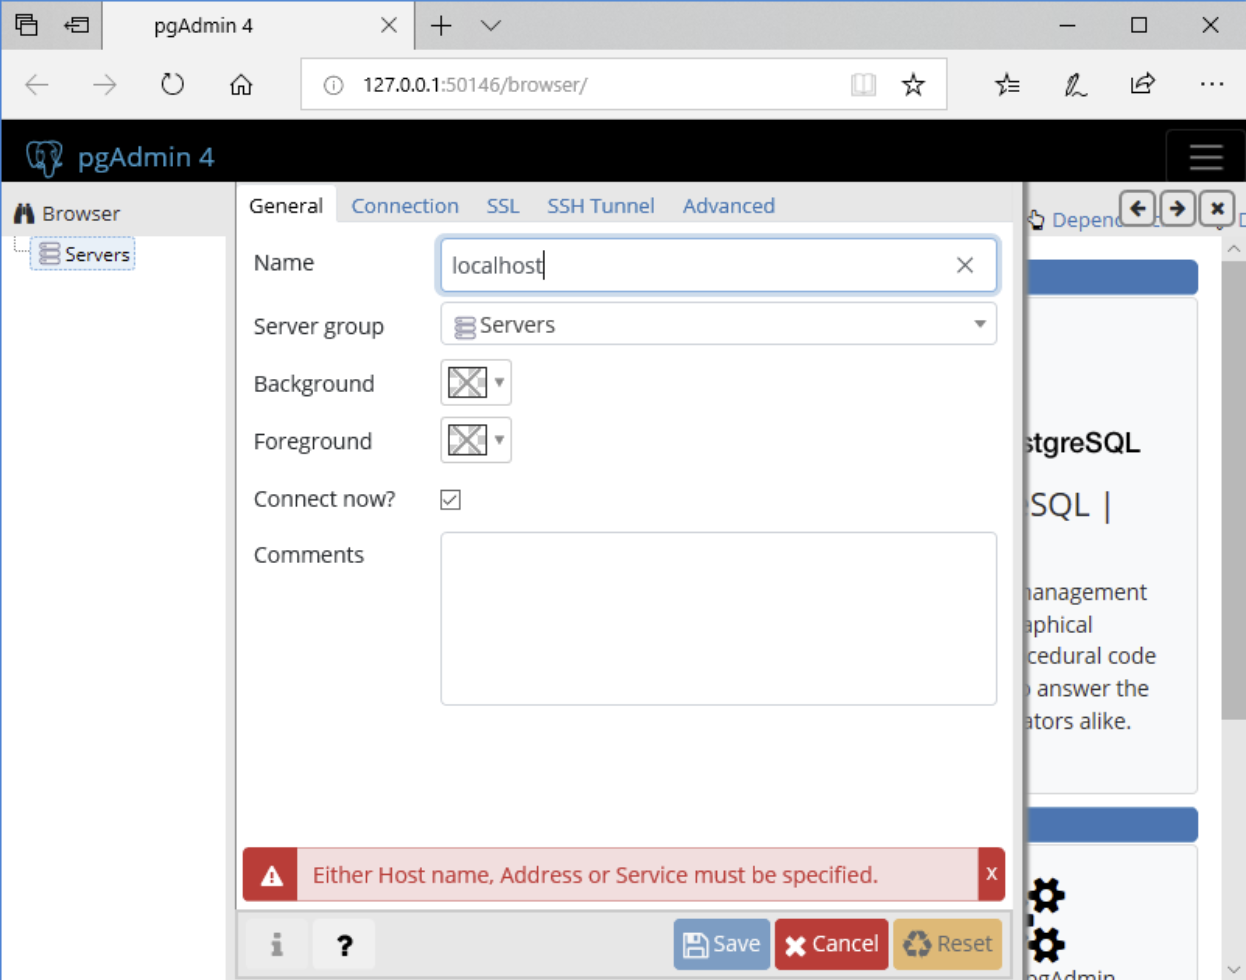 pgAdmin 4
127.0.0.1:50146/browser/
pgAdmin 4
Browser
Servers
General Connection SSL SSH Tunnel Advanced
Name localhost
Server group Servers
Background
Foreground
Connect now?
Comments
Either Host name, Address or Service must be specified. x
i ? Save Cancel Reset
Depen
stgreSQL
SQL |
anagement
aphical
cedural code
answer the
ators alike.
gAdmin